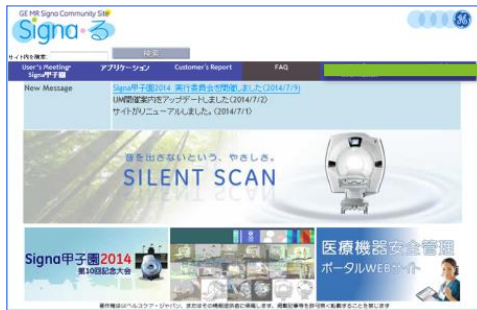 GE MR Signa Community Site
Signa·る
サイト内を検索:
検索
User's Meeting Signa甲子園
アプリケーション
Customer's Report
FAQ
New Message
Signa甲子園2014 実行委員会を開催しました(2014/7/9)
UM開催案内をアップデートしました(2014/7/2)
サイトがリニューアルしました。(2014/7/1)
音を出さないという、やさしさ。
SILENT SCAN
Signa甲子園2014
第10回記念大会
医療機器安全管理
ポータルWEBサイト